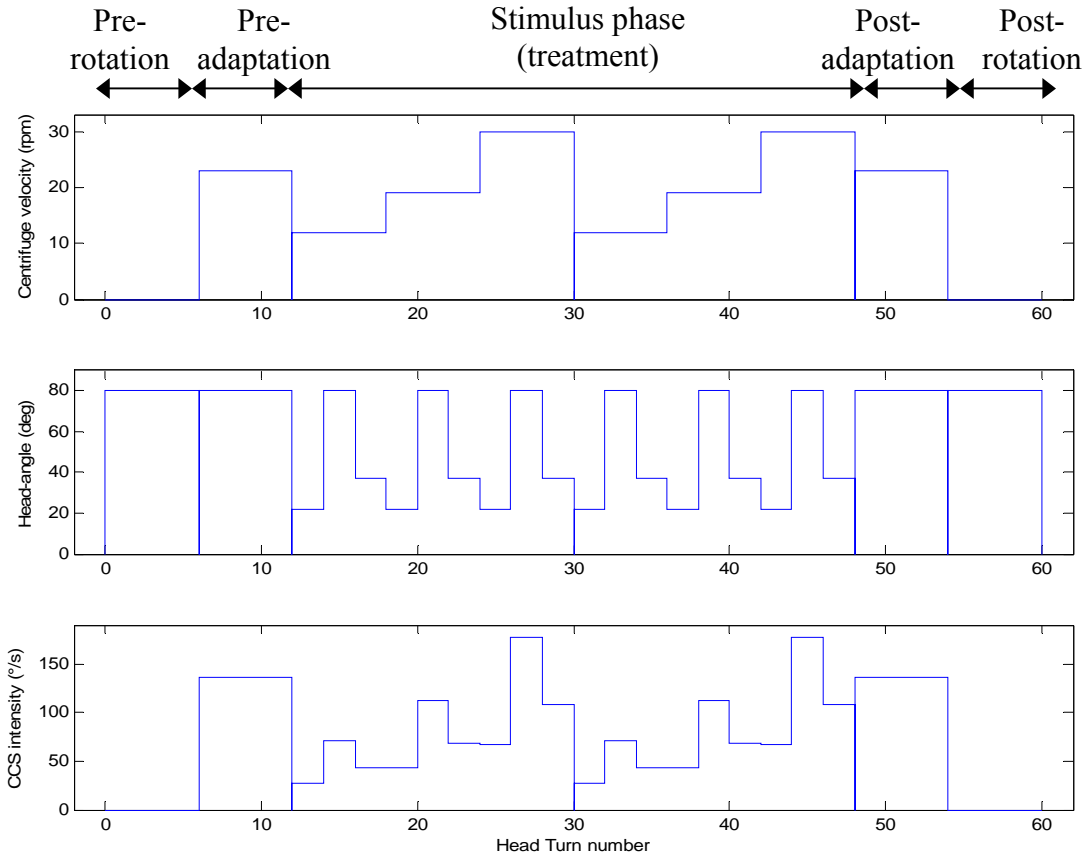 Pre-
rotation
Pre-
adaptation
Stimulus phase
(treatment)
Post-
adaptation
Post-
rotation
Centrifuge velocity (rpm)
30
20
10
0
0 10 20 30 40 50 60
Head-angle (deg)
80
60
40
20
0
0 10 20 30 40 50 60
CCS intensity (°/s)
150
100
50
0
0 10 20 30 40 50 60
Head Turn number